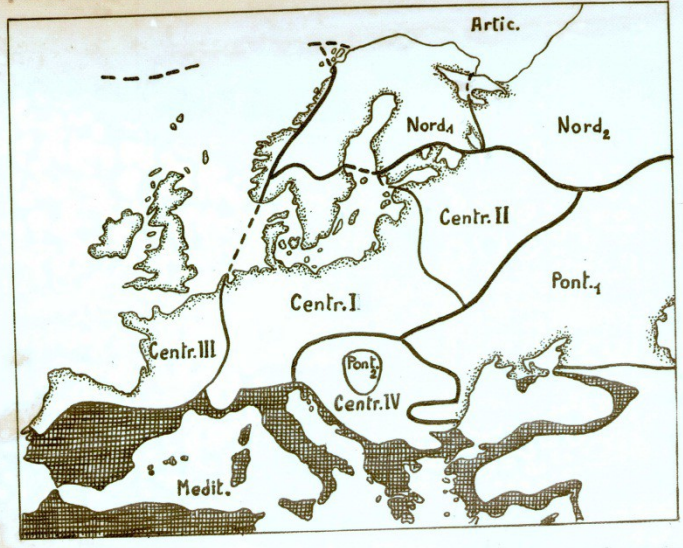 Artic.
Nord₁
Nord₂
Centr. II
Pont.₁
Centr. I
Centr. III
Pont. 2
Centr. IV
Medit.